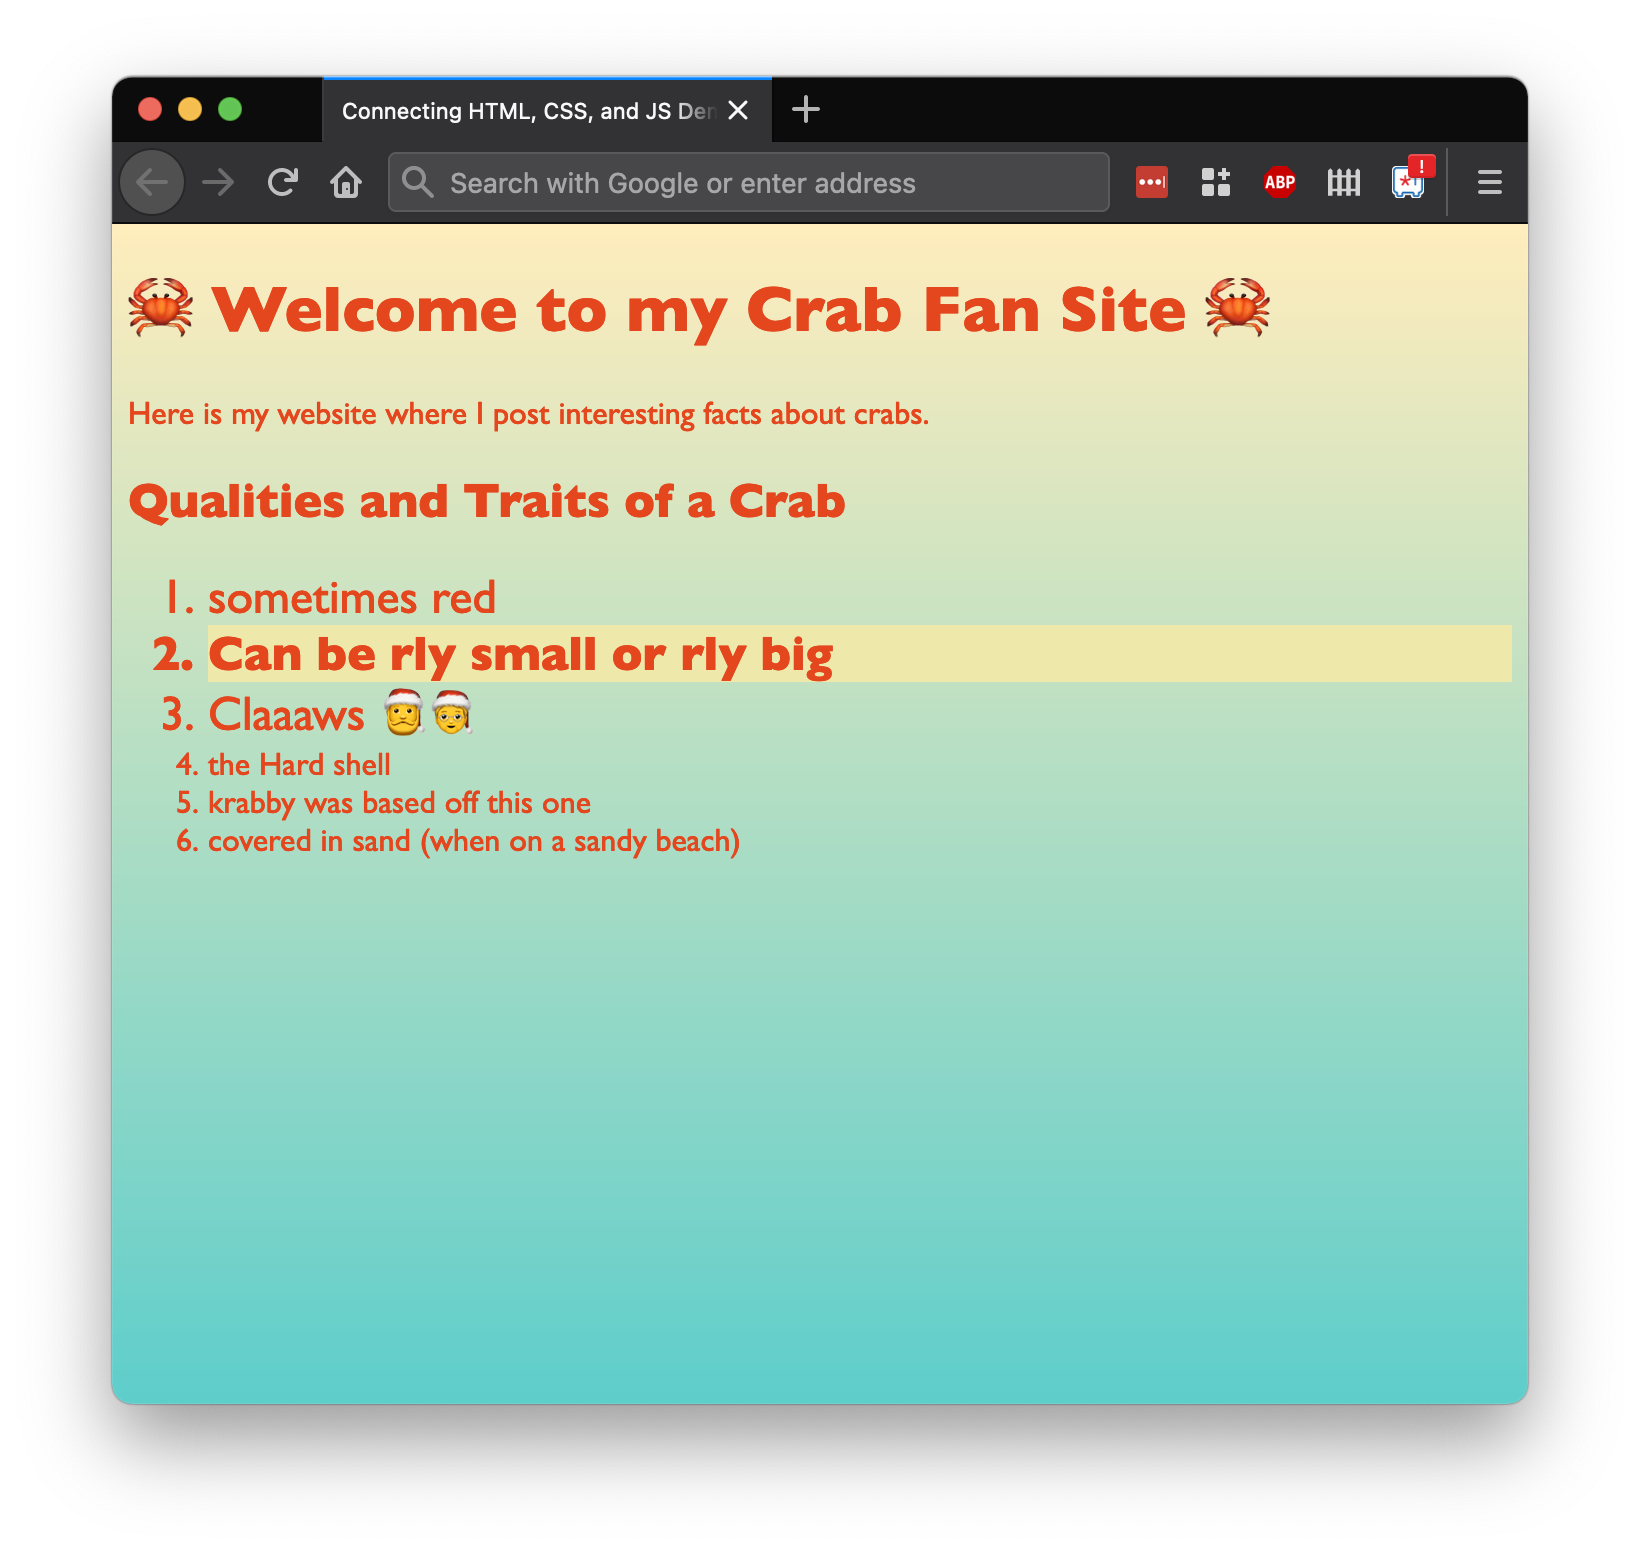 Connecting HTML, CSS, and JS Den
Search with Google or enter address
ABP
!
🦀 Welcome to my Crab Fan Site 🦀
Here is my website where I post interesting facts about crabs.
Qualities and Traits of a Crab
1. sometimes red
2. Can be rly small or rly big
3. Claaaws 🎅🧑‍🎄
4. the Hard shell
5. krabby was based off this one
6. covered in sand (when on a sandy beach)